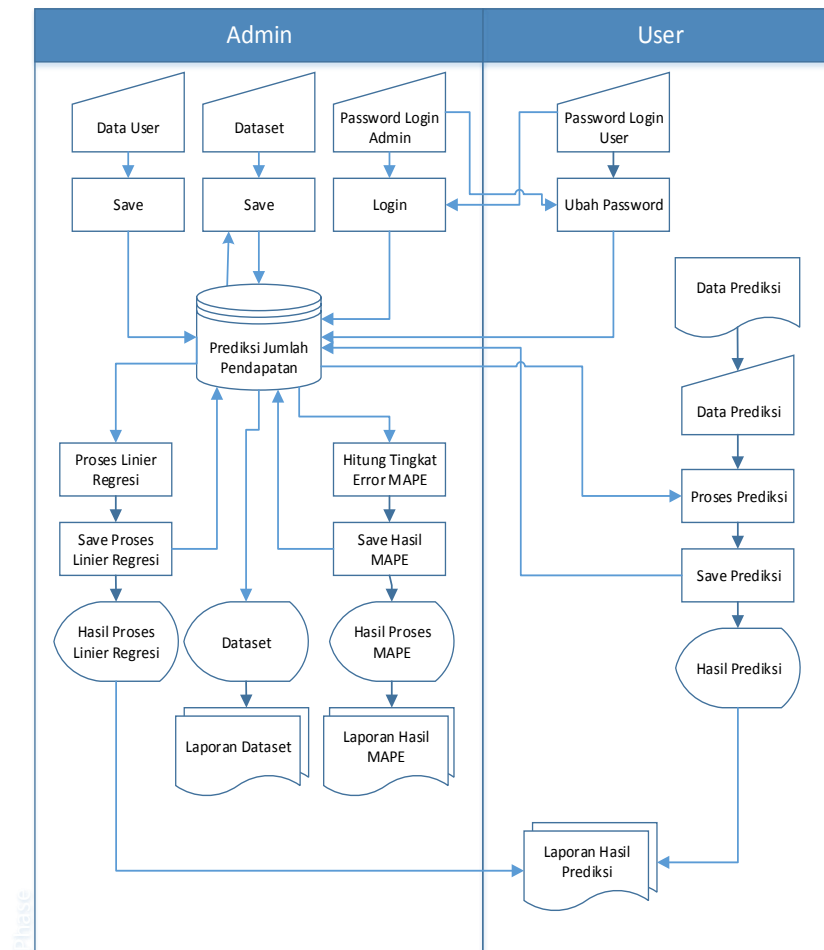 Admin
User
Data User
Dataset
Password Login
Admin
Password Login
User
Save
Save
Login
Ubah Password
Data Prediksi
Prediksi Jumlah
Pendapatan
Data Prediksi
Proses Linier
Regresi
Hitung Tingkat
Error MAPE
Proses Prediksi
Save Proses
Linier Regresi
Save Hasil
MAPE
Save Prediksi
Hasil Proses
Linier Regresi
Dataset
Hasil Proses
MAPE
Hasil Prediksi
Laporan Dataset
Laporan Hasil
MAPE
Laporan Hasil
Prediksi
Phase